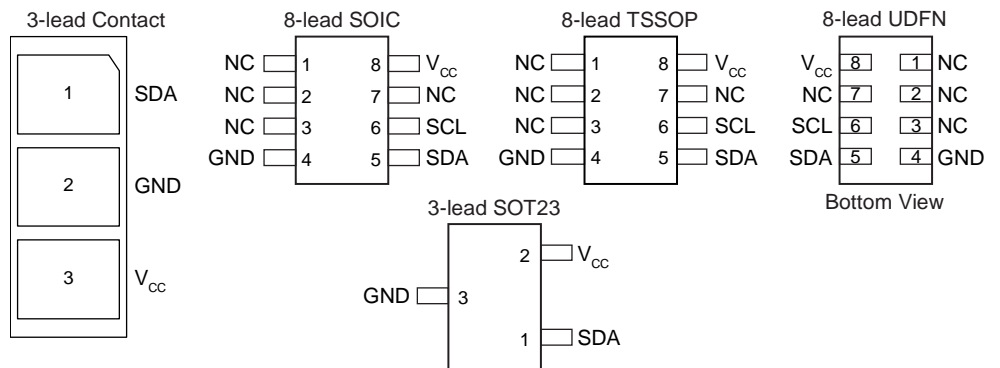 3-lead Contact
1 SDA
2 GND
3 VCC
8-lead SOIC
NC 1 8 VCC
NC 2 7 NC
NC 3 6 SCL
GND 4 5 SDA
8-lead TSSOP
NC 1 8 VCC
NC 2 7 NC
NC 3 6 SCL
GND 4 5 SDA
8-lead UDFN
VCC 8 1 NC
NC 7 2 NC
SCL 6 3 NC
SDA 5 4 GND
Bottom View
3-lead SOT23
2 VCC
GND 3
1 SDA